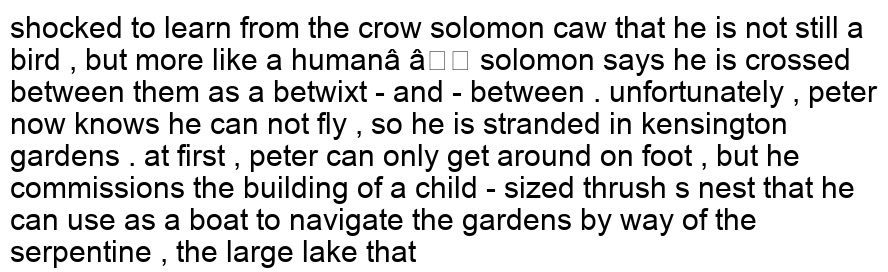 shocked to learn from the crow solomon caw that he is not still a
bird , but more like a humanâ â□□ solomon says he is crossed
between them as a betwixt - and - between . unfortunately , peter
now knows he can not fly , so he is stranded in kensington
gardens . at first , peter can only get around on foot , but he
commissions the building of a child - sized thrush s nest that he
can use as a boat to navigate the gardens by way of the
serpentine , the large lake that